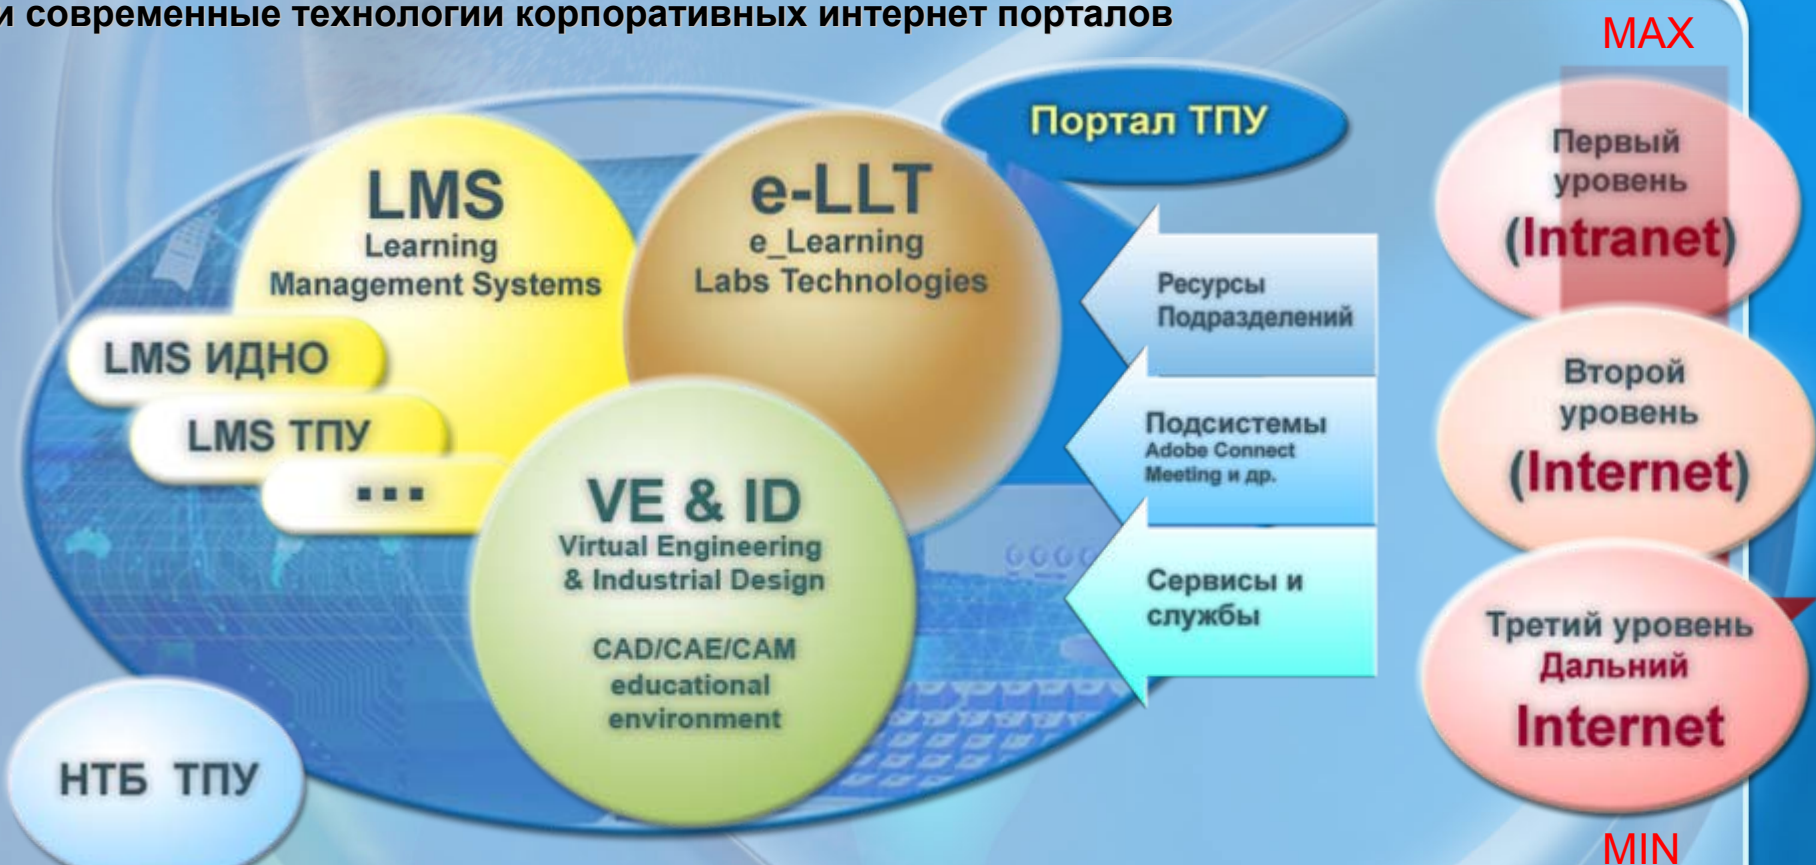 и современные технологии корпоративных интернет порталов
MAX
Портал ТПУ
LMS
Learning
Management Systems
e-LLT
e_Learning
Labs Technologies
LMS ИДНО
LMS ТПУ
...
VE & ID
Virtual Engineering
& Industrial Design
CAD/CAE/CAM
educational
environment
НТБ ТПУ
Ресурсы
Подразделений
Подсистемы
Adobe Connect
Meeting и др.
Сервисы и
службы
Первый
уровень
(Intranet)
Второй
уровень
(Internet)
Третий уровень
Дальний
Internet
MIN